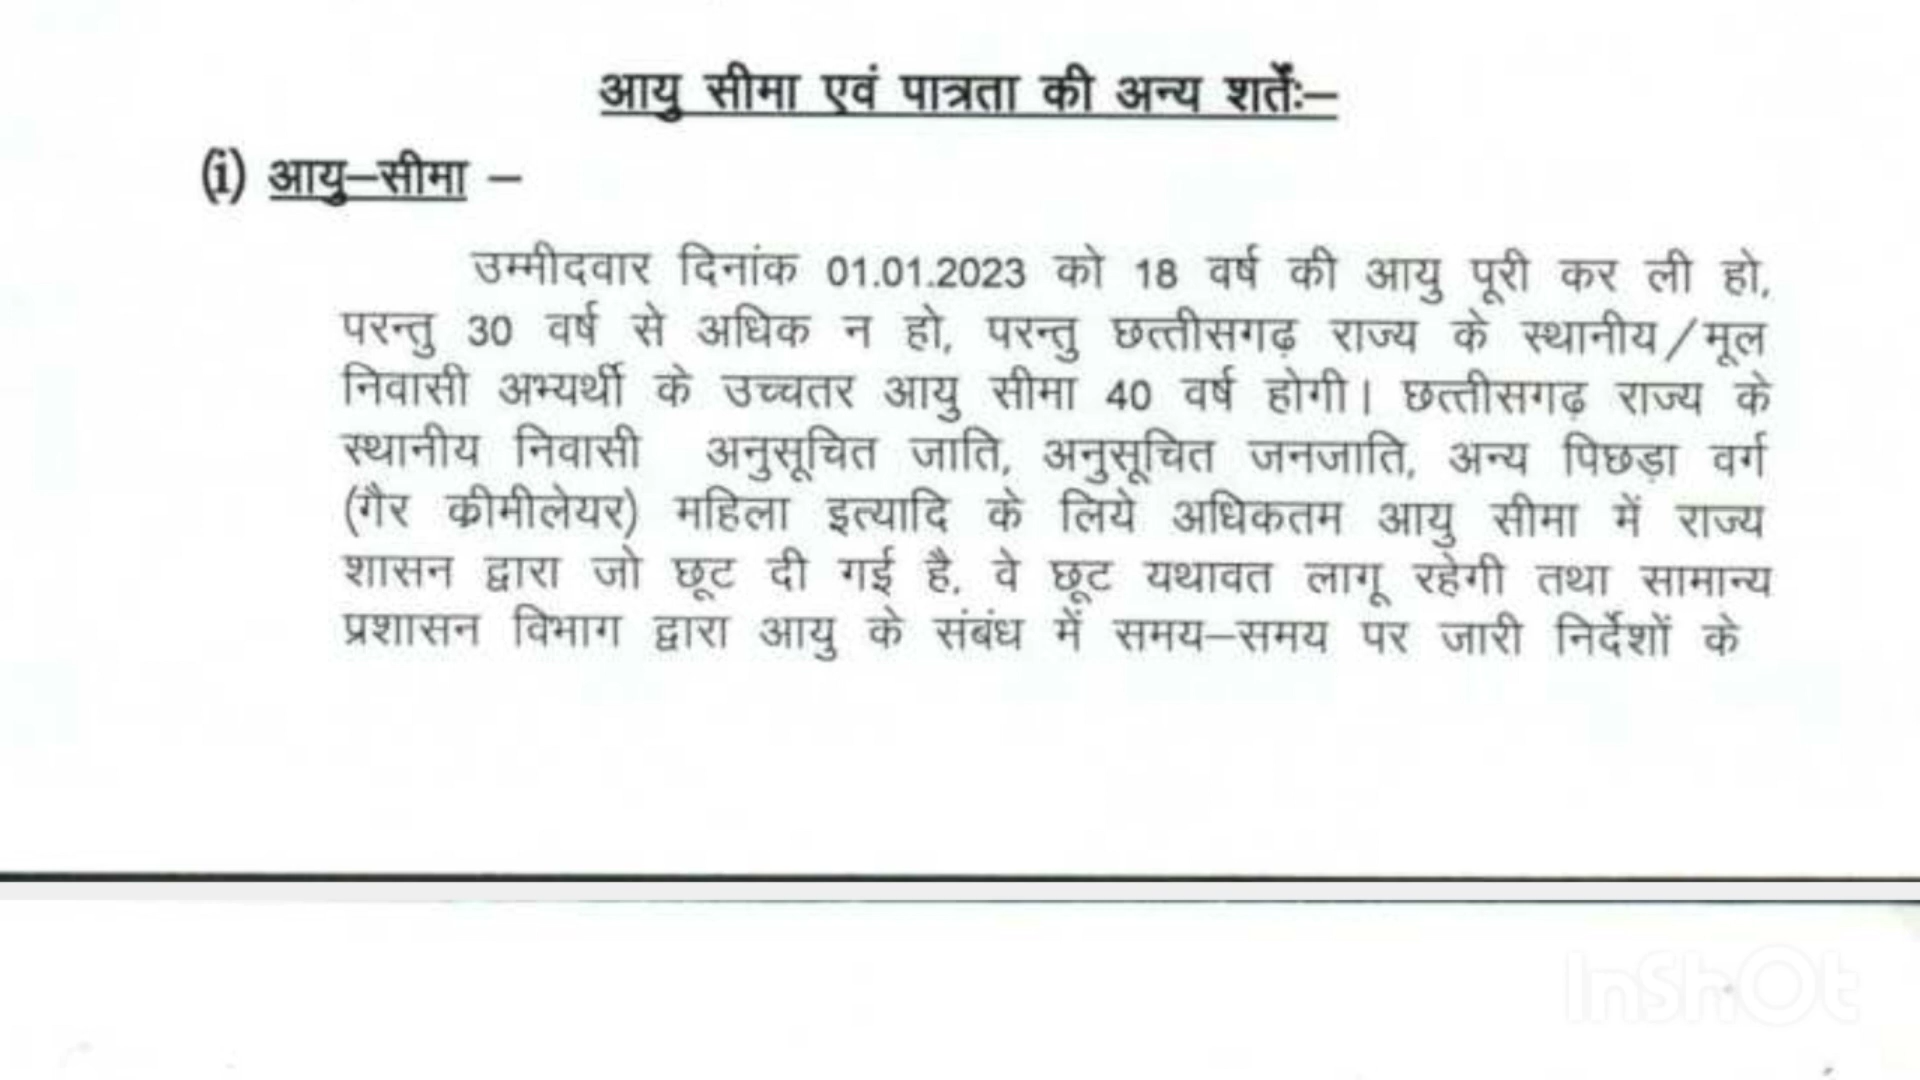 आयु सीमा एवं पात्रता की अन्य शर्तें:–
(i) आयु–सीमा –
उम्मीदवार दिनांक 01.01.2023 को 18 वर्ष की आयु पूरी कर ली हो,
परन्तु 30 वर्ष से अधिक न हो, परन्तु छत्तीसगढ़ राज्य के स्थानीय/मूल
निवासी अभ्यर्थी के उच्चतर आयु सीमा 40 वर्ष होगी। छत्तीसगढ़ राज्य के
स्थानीय निवासी अनुसूचित जाति, अनुसूचित जनजाति, अन्य पिछड़ा वर्ग
(गैर क्रीमीलेयर) महिला इत्यादि के लिये अधिकतम आयु सीमा में राज्य
शासन द्वारा जो छूट दी गई है, वे छूट यथावत लागू रहेगी तथा सामान्य
प्रशासन विभाग द्वारा आयु के संबंध में समय–समय पर जारी निर्देशों के
InShOt